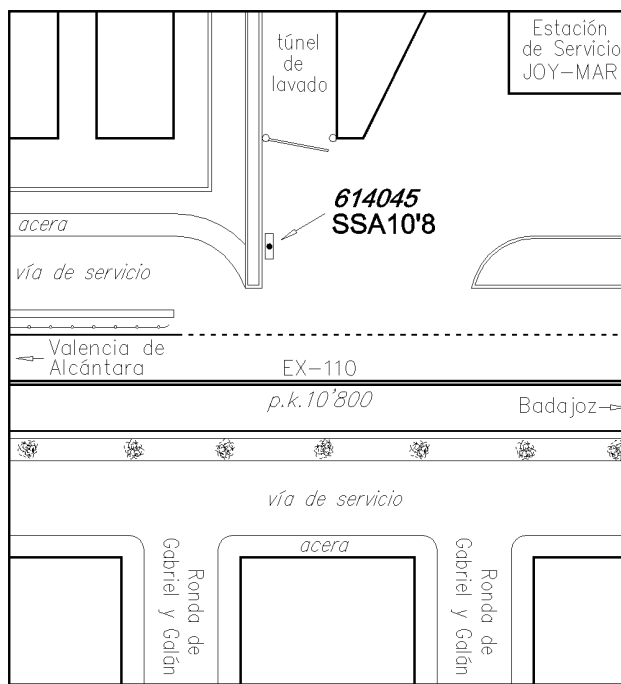 túnel
de
lavado
Estación
de Servicio
JOY-MAR
614045
SSA10'8
acera
vía de servicio
Valencia de
Alcántara
EX-110
p.k.10'800
Badajoz
vía de servicio
acera
Ronda de
Gabriel y Galán
Ronda de
Gabriel y Galán